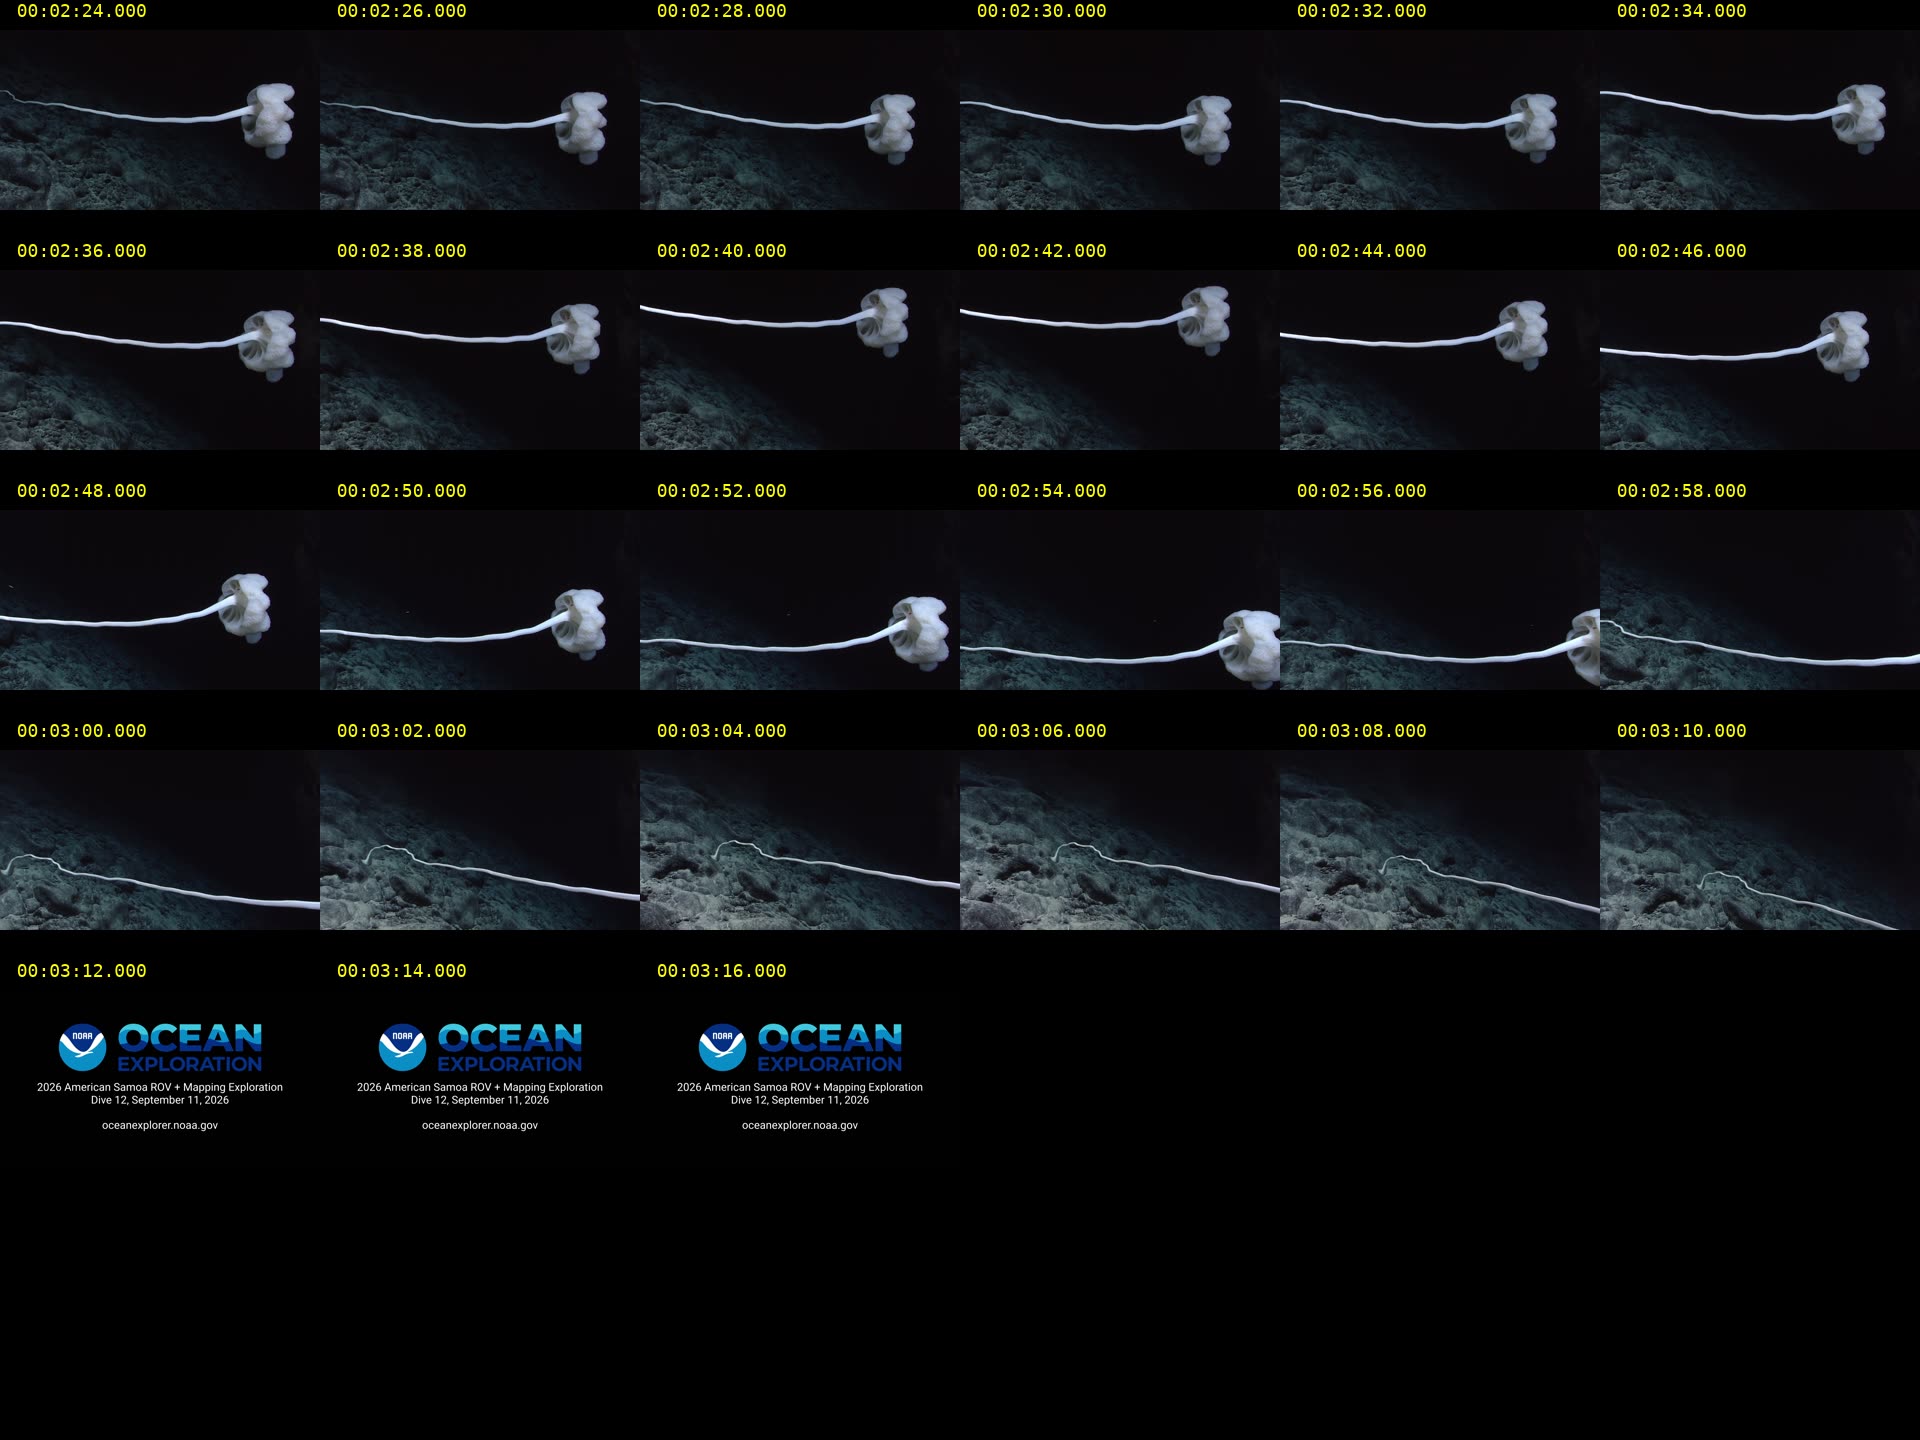 00:02:24.000 00:02:26.000 00:02:28.000 00:02:30.000 00:02:32.000 00:02:34.000
00:02:36.000 00:02:38.000 00:02:40.000 00:02:42.000 00:02:44.000 00:02:46.000
00:02:48.000 00:02:50.000 00:02:52.000 00:02:54.000 00:02:56.000 00:02:58.000
00:03:00.000 00:03:02.000 00:03:04.000 00:03:06.000 00:03:08.000 00:03:10.000
00:03:12.000 00:03:14.000 00:03:16.000
NOAA
OCEAN
EXPLORATION
2026 American Samoa ROV + Mapping Exploration
Dive 12, September 11, 2026
oceanexplorer.noaa.gov
NOAA
OCEAN
EXPLORATION
2026 American Samoa ROV + Mapping Exploration
Dive 12, September 11, 2026
oceanexplorer.noaa.gov
NOAA
OCEAN
EXPLORATION
2026 American Samoa ROV + Mapping Exploration
Dive 12, September 11, 2026
oceanexplorer.noaa.gov